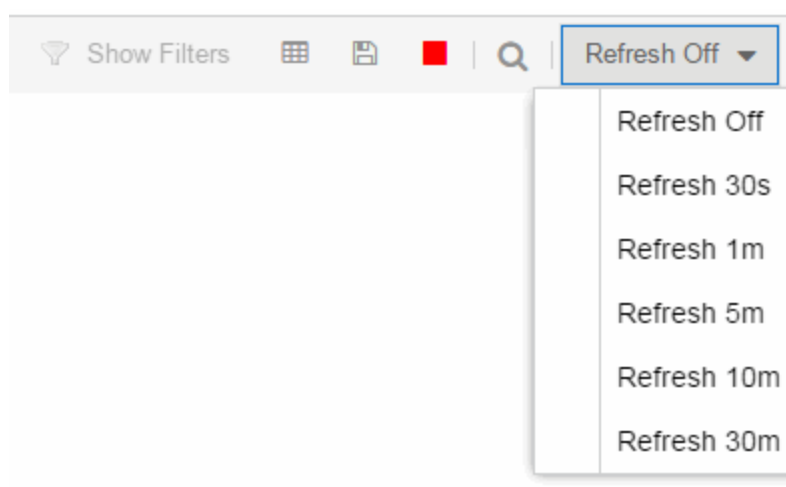 Show Filters Refresh Off
Refresh Off
Refresh 30s
Refresh 1m
Refresh 5m
Refresh 10m
Refresh 30m